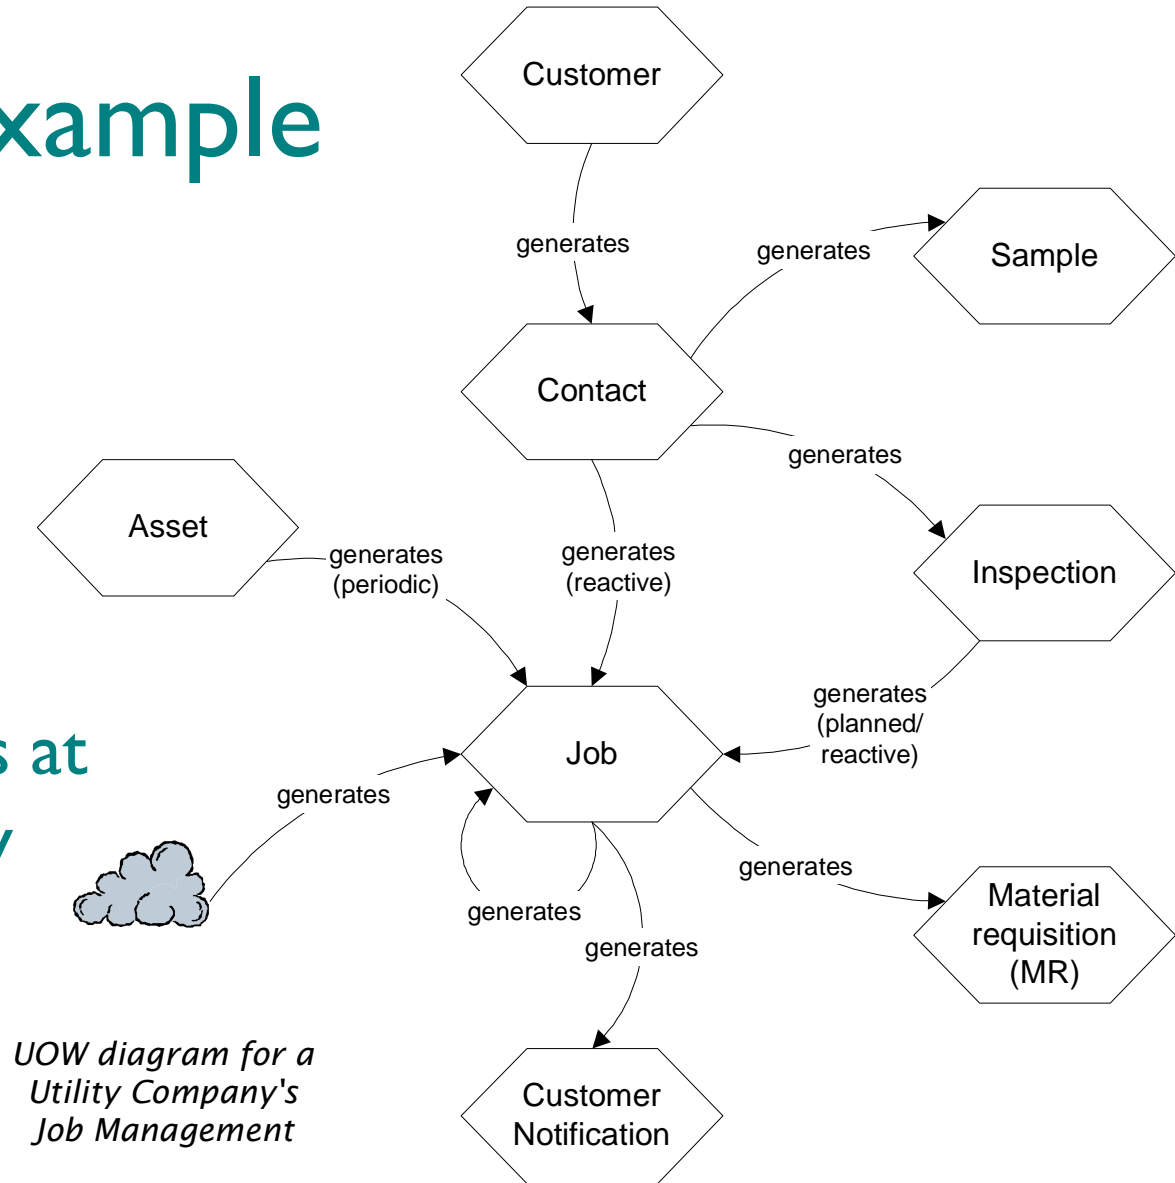 xample
Customer
generates
generates
Sample
Contact
generates
Asset
generates
(periodic)
generates
(reactive)
Inspection
generates
(planned/
reactive)
s at
Job
generates
y
generates
generates
generates
Material
requisition
(MR)
UOW diagram for a
Utility Company's
Job Management
Customer
Notification